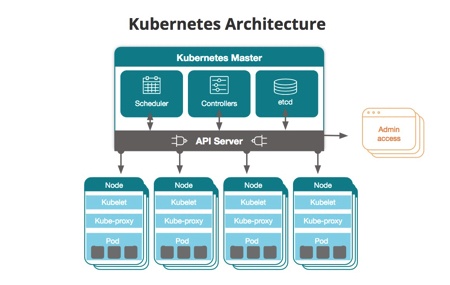 Kubernetes Architecture
Kubernetes Master
Scheduler
Controllers
etcd
API Server
Admin
access
Node
Kubelet
Kube-proxy
Pod
Node
Kubelet
Kube-proxy
Pod
Node
Kubelet
Kube-proxy
Pod
Node
Kubelet
Kube-proxy
Pod